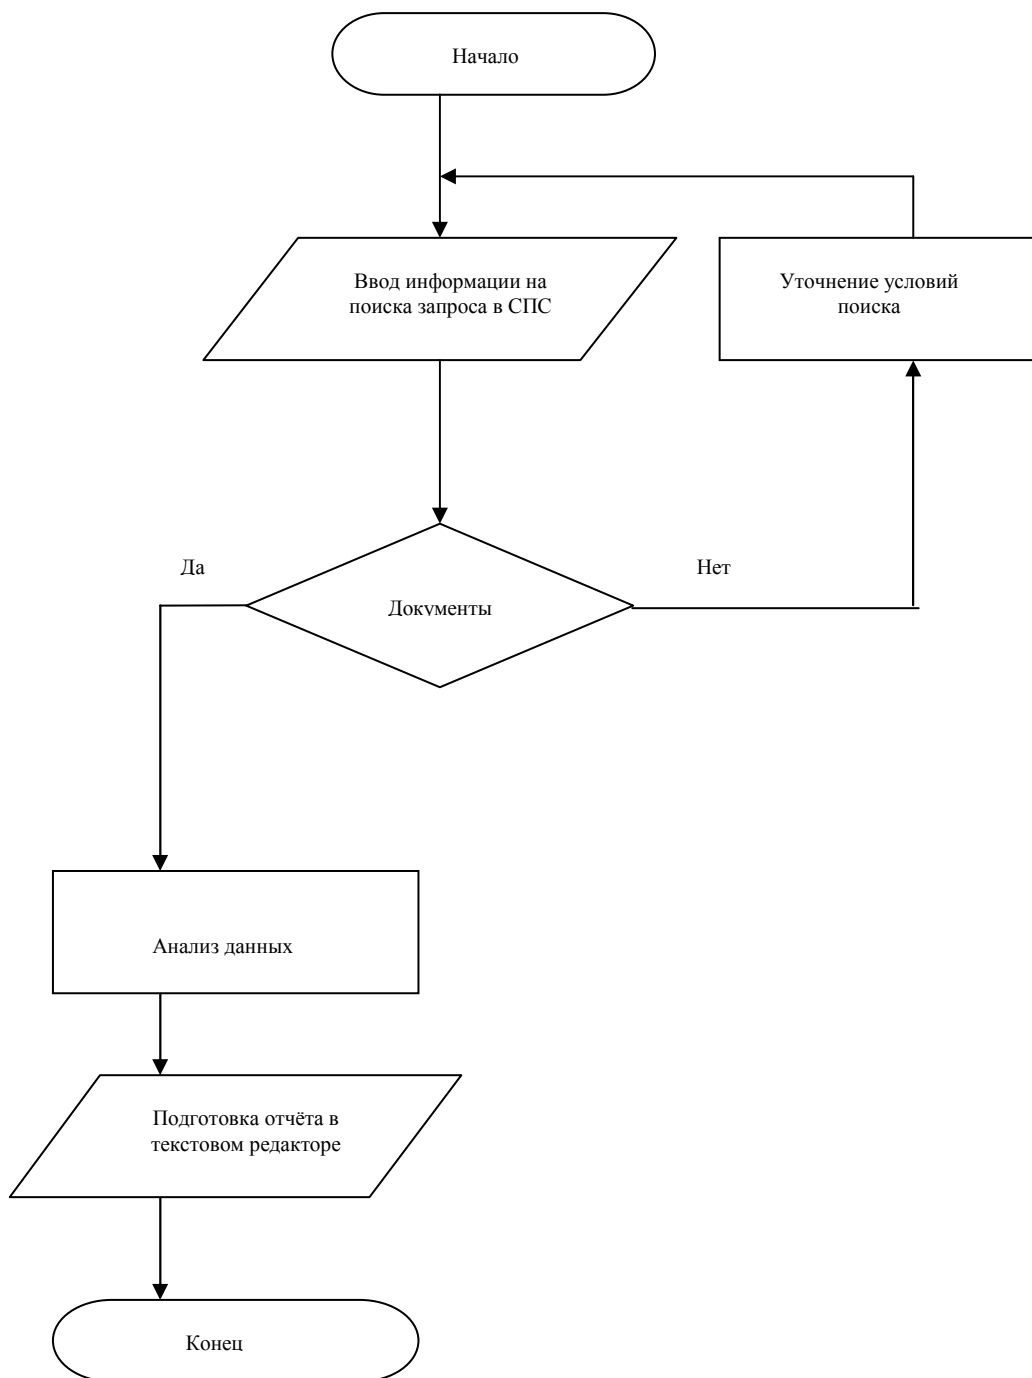 Начало
Ввод информации на
поиска запроса в СПС
Уточнение условий
поиска
Да
Нет
Документы
Анализ данных
Подготовка отчёта в
текстовом редакторе
Конец